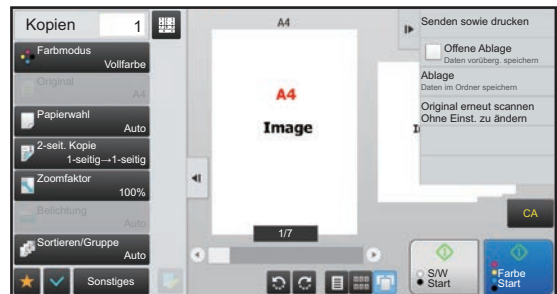 Kopien 1
Farbmodus
Vollfarbe
Original
A4
Papierwahl
Auto
2-seit. Kopie
1-seitig→1-seitig
Zoomfaktor
100%
Belichtung
Auto
Sortieren/Gruppe
Auto
Sonstiges
A4
A4
Image
1/7
Senden sowie drucken
Offene Ablage
Daten vorüberg. speichern
Ablage
Daten im Ordner speichern
Original erneut scannen
Ohne Einst. zu ändern
CA
S/W
Start
Farbe
Start